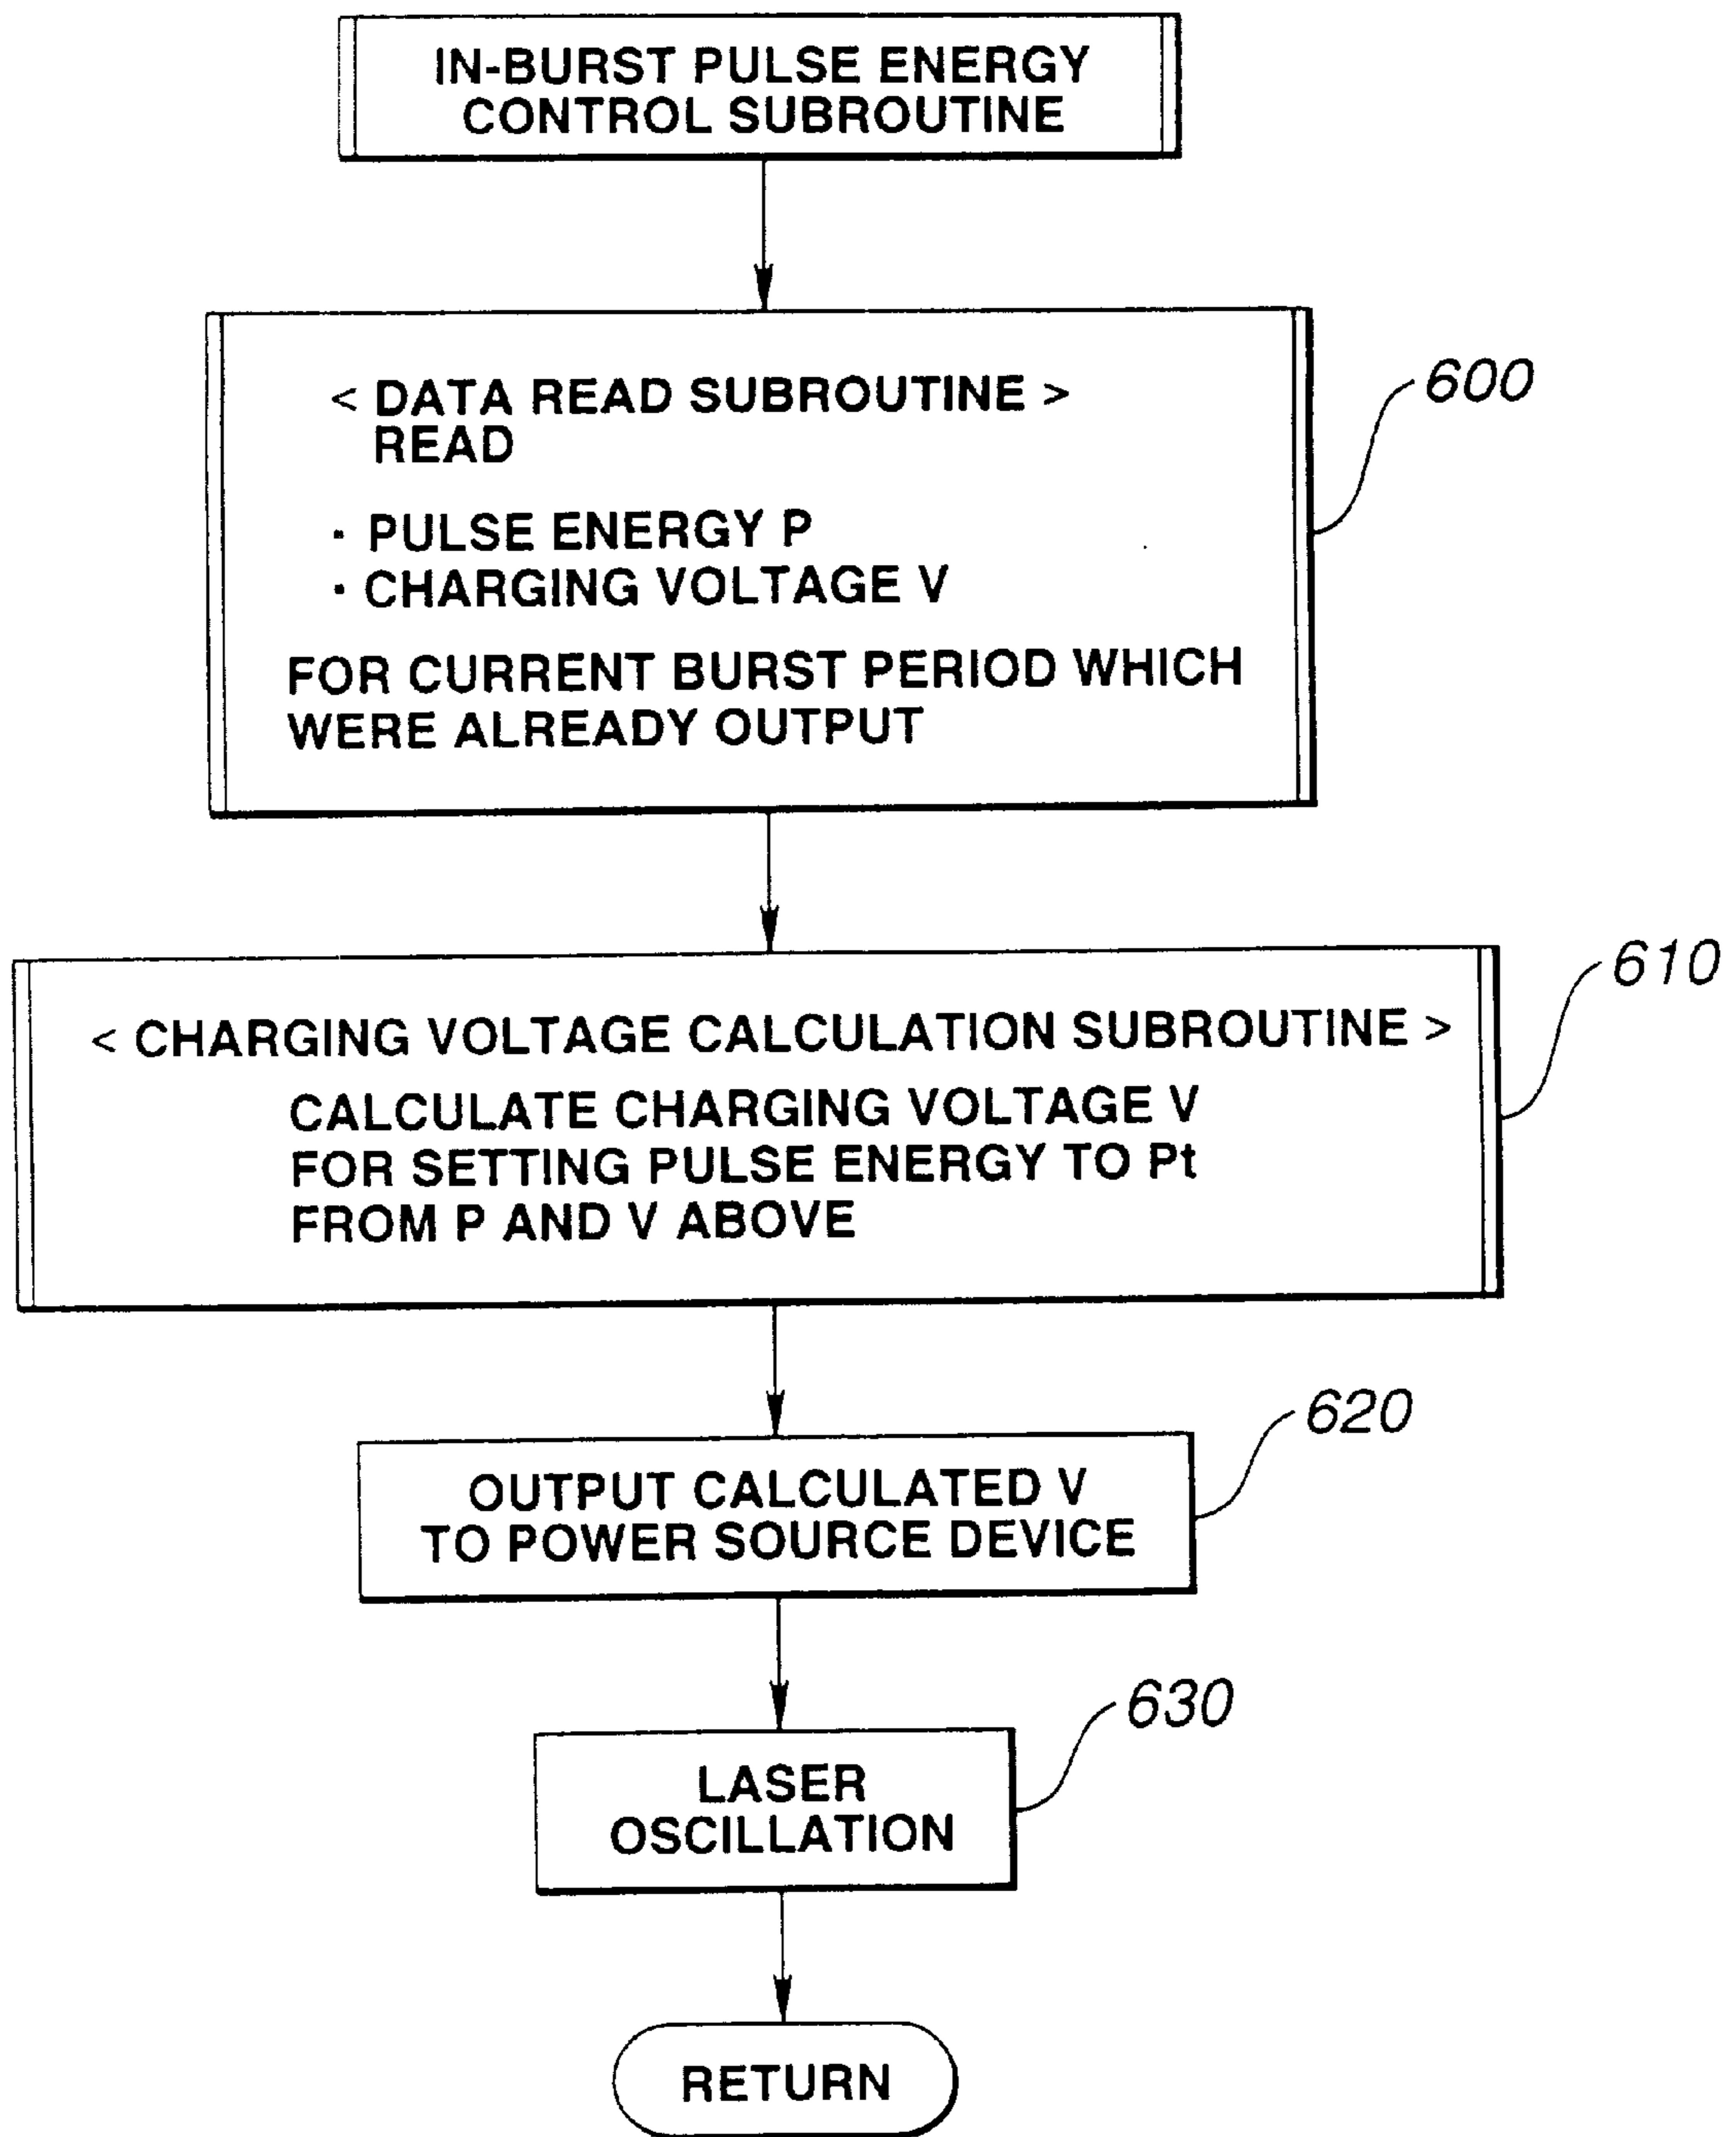 IN-BURST PULSE ENERGY
CONTROL SUBROUTINE
< DATA READ SUBROUTINE >
READ
· PULSE ENERGY P
· CHARGING VOLTAGE V
FOR CURRENT BURST PERIOD WHICH
WERE ALREADY OUTPUT
600
< CHARGING VOLTAGE CALCULATION SUBROUTINE >
CALCULATE CHARGING VOLTAGE V
FOR SETTING PULSE ENERGY TO Pt
FROM P AND V ABOVE
610
OUTPUT CALCULATED V
TO POWER SOURCE DEVICE
620
LASER
OSCILLATION
630
RETURN